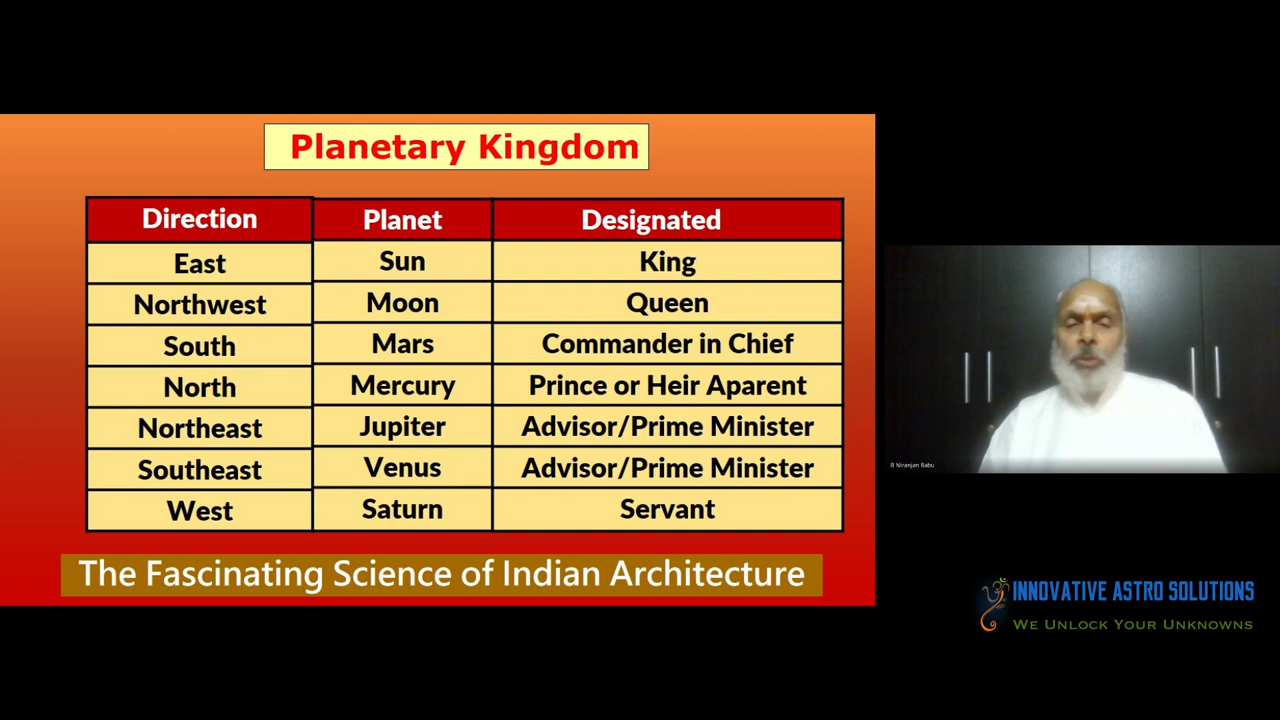 Planetary Kingdom
Direction Planet Designated
East Sun King
Northwest Moon Queen
South Mars Commander in Chief
North Mercury Prince or Heir Aparent
Northeast Jupiter Advisor/Prime Minister
Southeast Venus Advisor/Prime Minister
West Saturn Servant
The Fascinating Science of Indian Architecture
B Niranjan Babu
INNOVATIVE ASTRO SOLUTIONS
WE UNLOCK YOUR UNKNOWNS